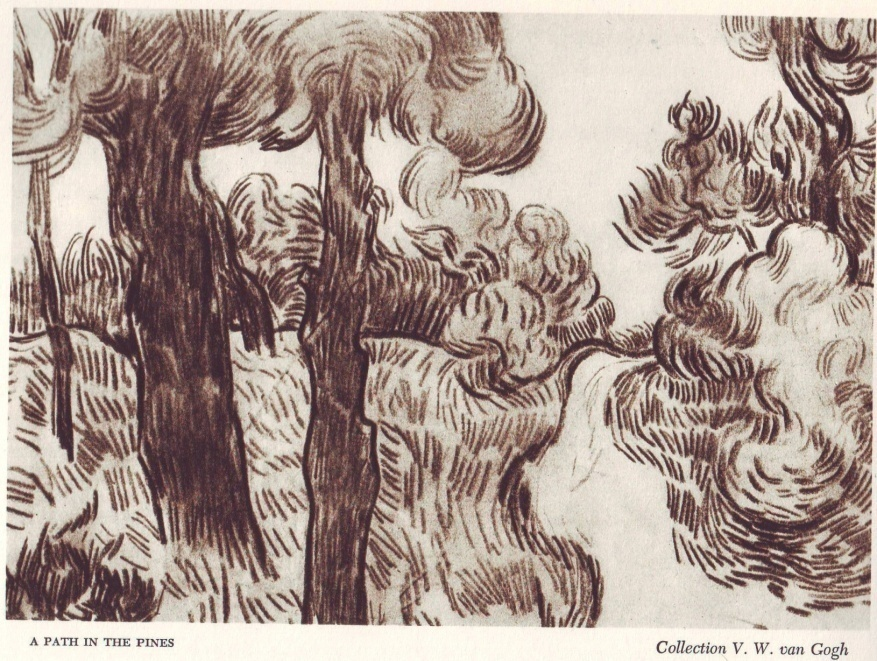 A PATH IN THE PINES
Collection V. W. van Gogh